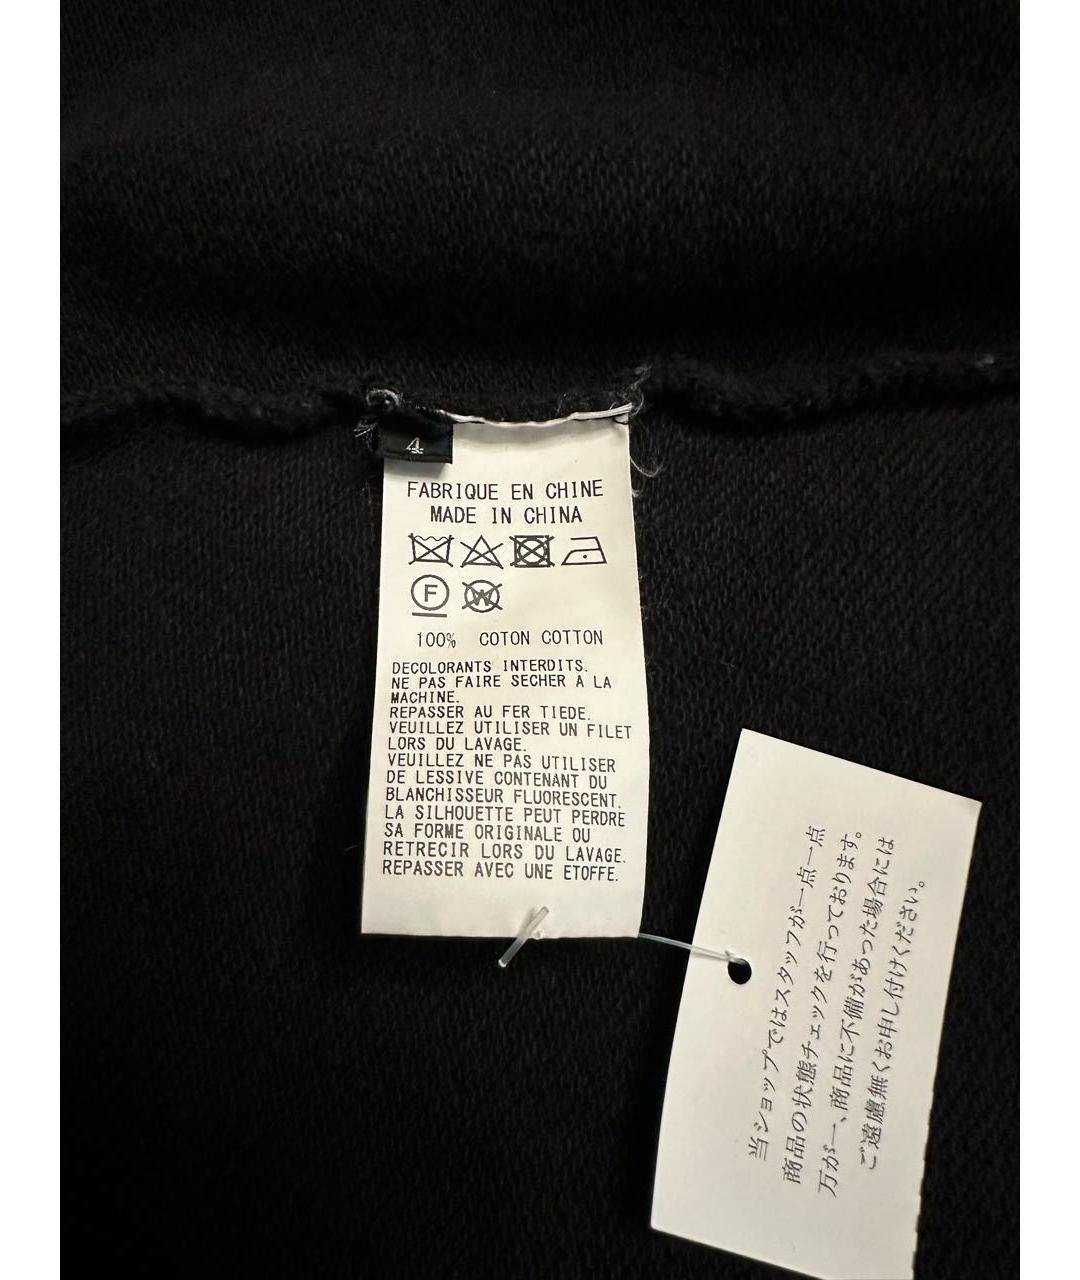 4
FABRIQUE EN CHINE
MADE IN CHINA
F
W
100% COTON COTTON
DECOLORANTS INTERDITS.
NE PAS FAIRE SECHER A LA
MACHINE.
REPASSER AU FER TIEDE.
VEUILLEZ UTILISER UN FILET
LORS DU LAVAGE.
VEUILLEZ NE PAS UTILISER
DE LESSIVE CONTENANT DU
BLANCHISSEUR FLUORESCENT.
LA SILHOUETTE PEUT PERDRE
SA FORME ORIGINALE OU
RETRECIR LORS DU LAVAGE.
REPASSER AVEC UNE ETOFFE.
当ショップではスタッフが一点一点
商品の状態チェックを行っております。
万が一、商品に不備があった場合には
ご遠慮無くお申し付けください。